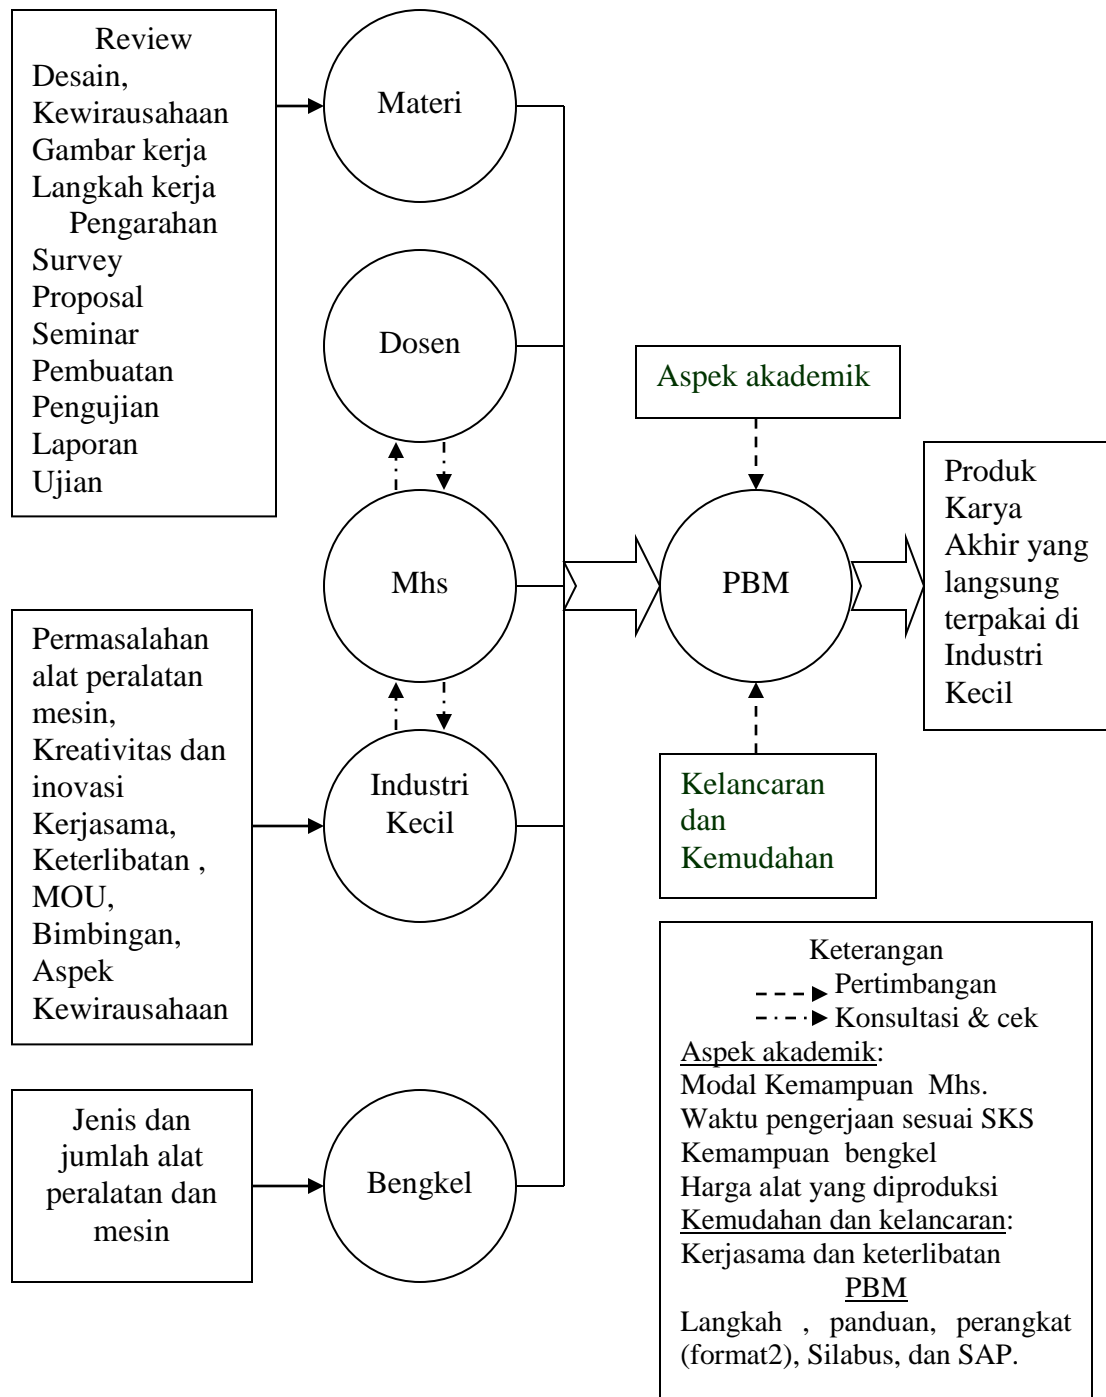 Review
Desain,
Kewirausahaan
Gambar kerja
Langkah kerja
Pengarahan
Survey
Proposal
Seminar
Pembuatan
Pengujian
Laporan
Ujian
Materi
Dosen
Mhs
Permasalahan
alat peralatan
mesin,
Kreativitas dan
inovasi
Kerjasama,
Keterlibatan ,
MOU,
Bimbingan,
Aspek
Kewirausahaan
Industri
Kecil
Jenis dan
jumlah alat
peralatan dan
mesin
Bengkel
Aspek akademik
PBM
Kelancaran
dan
Kemudahan
Produk
Karya
Akhir yang
langsung
terpakai di
Industri
Kecil
Keterangan
Pertimbangan
Konsultasi & cek
Aspek akademik:
Modal Kemampuan Mhs.
Waktu pengerjaan sesuai SKS
Kemampuan bengkel
Harga alat yang diproduksi
Kemudahan dan kelancaran:
Kerjasama dan keterlibatan
PBM
Langkah , panduan, perangkat
(format2), Silabus, dan SAP.